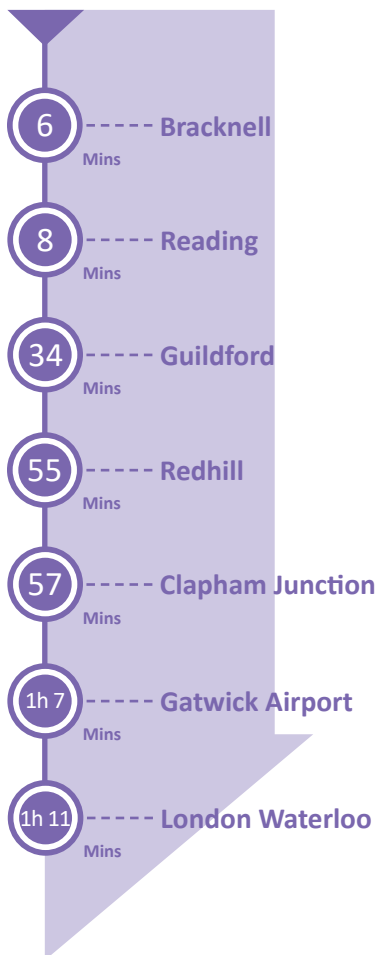 6
Mins
Bracknell
8
Mins
Reading
34
Mins
Guildford
55
Mins
Redhill
57
Mins
Clapham Junction
1h 7
Mins
Gatwick Airport
1h 11
Mins
London Waterloo